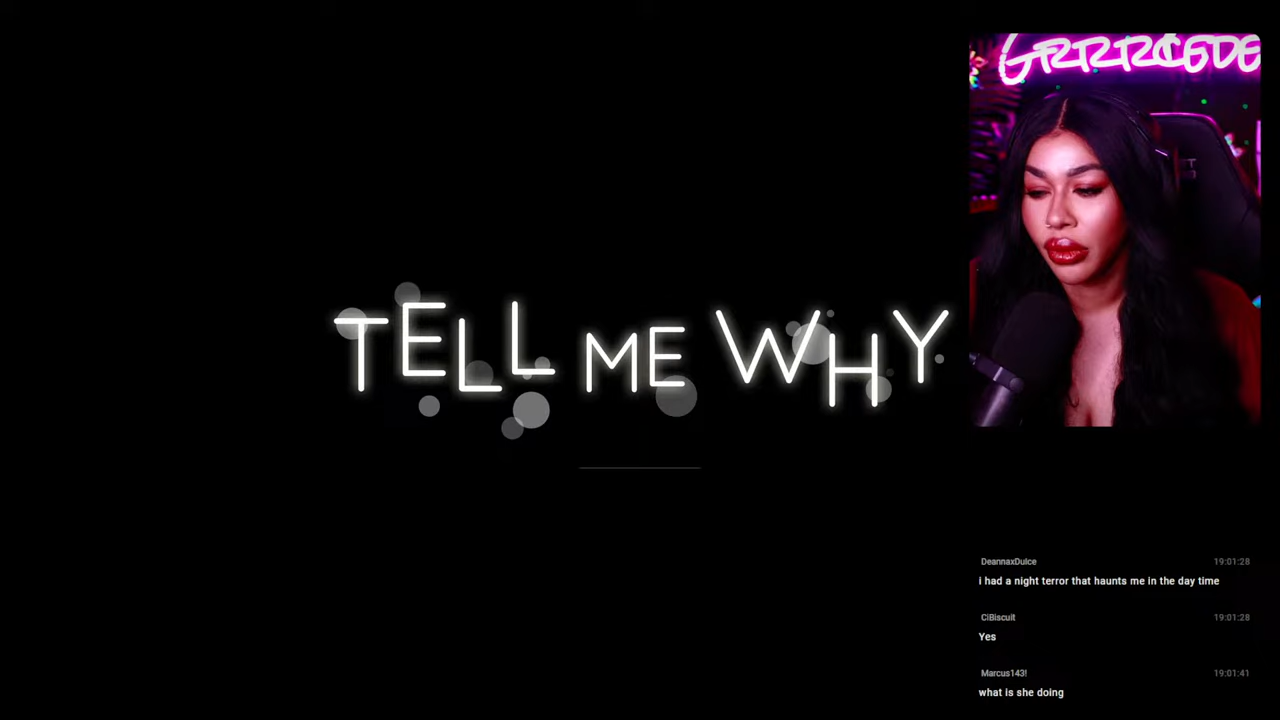 GRRRCEDE
TELL ME WHY
DeannaxDulce 19:01:28
i had a night terror that haunts me in the day time
CiBiscuit 19:01:28
Yes
Marcus143! 19:01:41
what is she doing